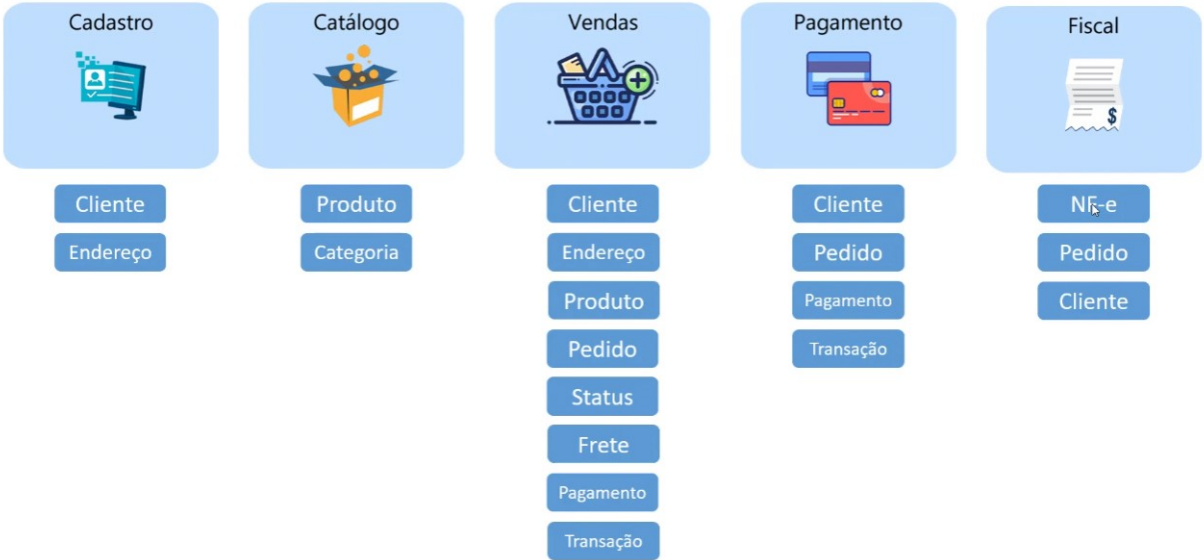 Cadastro
Catálogo
Vendas
Pagamento
Fiscal
$
Cliente
Endereço
Produto
Categoria
Cliente
Endereço
Produto
Pedido
Status
Frete
Pagamento
Transação
Cliente
Pedido
Pagamento
Transação
NF-e
Pedido
Cliente